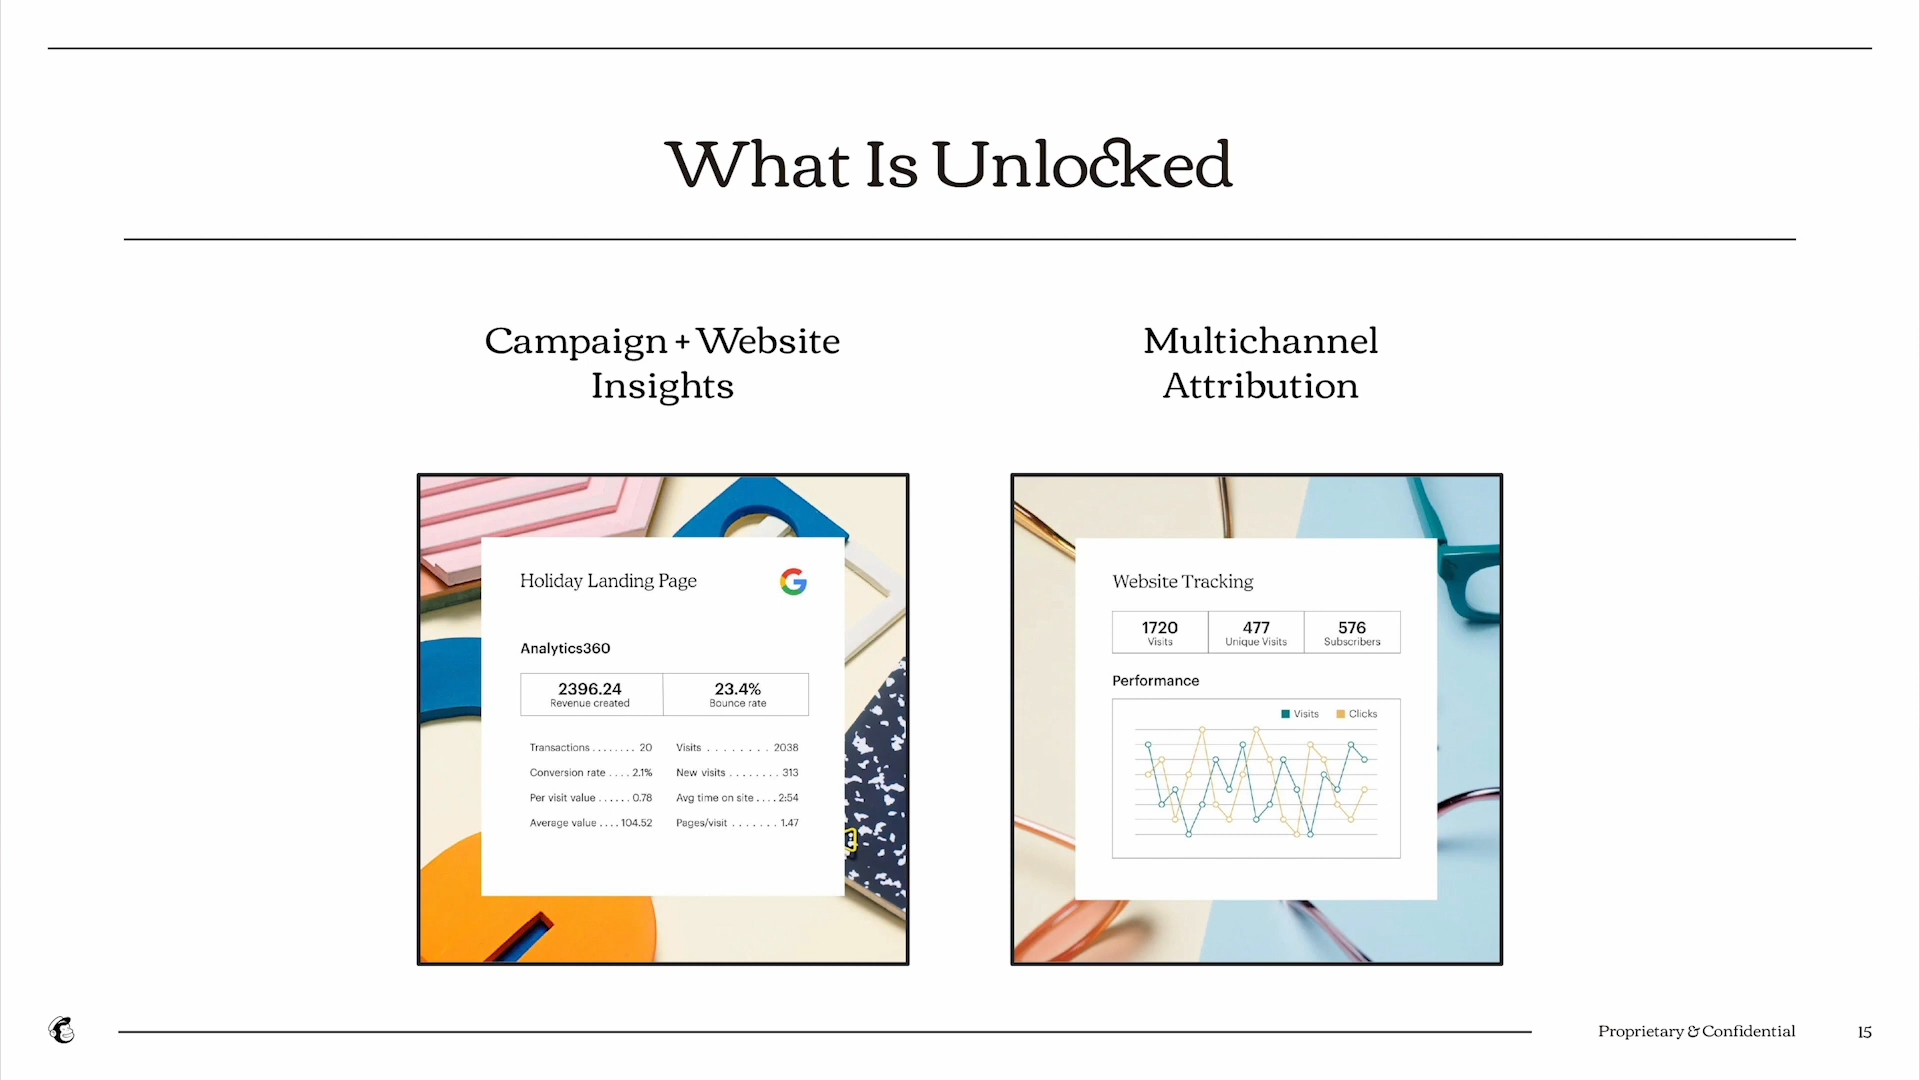 What Is Unlocked
Campaign + Website
Insights
Holiday Landing Page
Analytics360
2396.24
Revenue created
23.4%
Bounce rate
Transactions ........ 20
Conversion rate .... 2.1%
Per visit value ...... 0.78
Average value .... 104.52
Visits ........ 2038
New visits ........ 313
Avg time on site .... 2:54
Pages/visit ....... 1.47
Multichannel
Attribution
Website Tracking
1720
Visits
477
Unique Visits
576
Subscribers
Performance
Visits
Clicks
Proprietary & Confidential
15